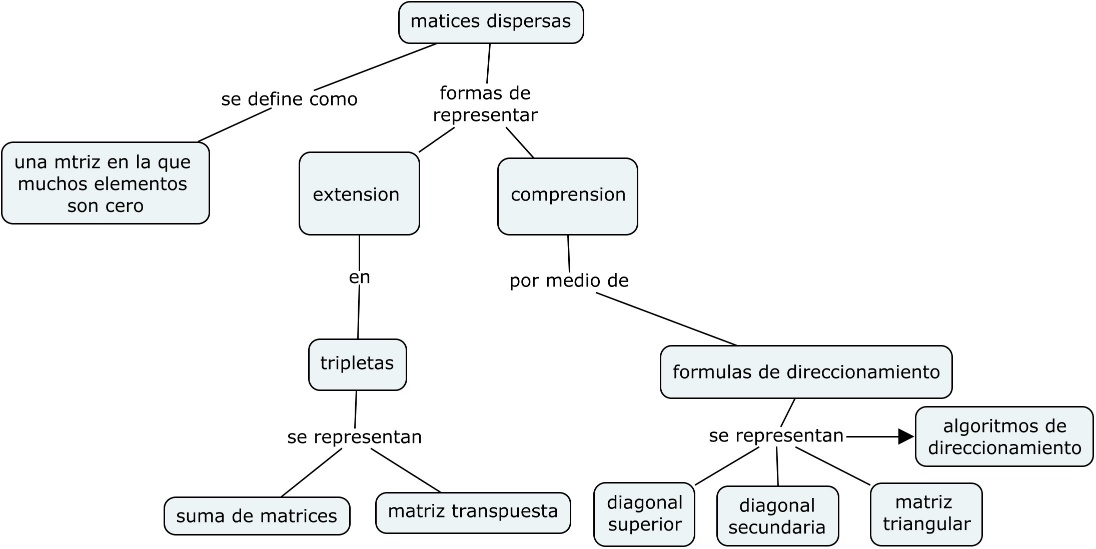 matices dispersas
se define como
formas de
representar
una mtriz en la que
muchos elementos
son cero
extension
comprension
en
por medio de
tripletas
formulas de direccionamiento
se representan
se representan
algoritmos de
direccionamiento
suma de matrices
matriz transpuesta
diagonal
superior
diagonal
secundaria
matriz
triangular